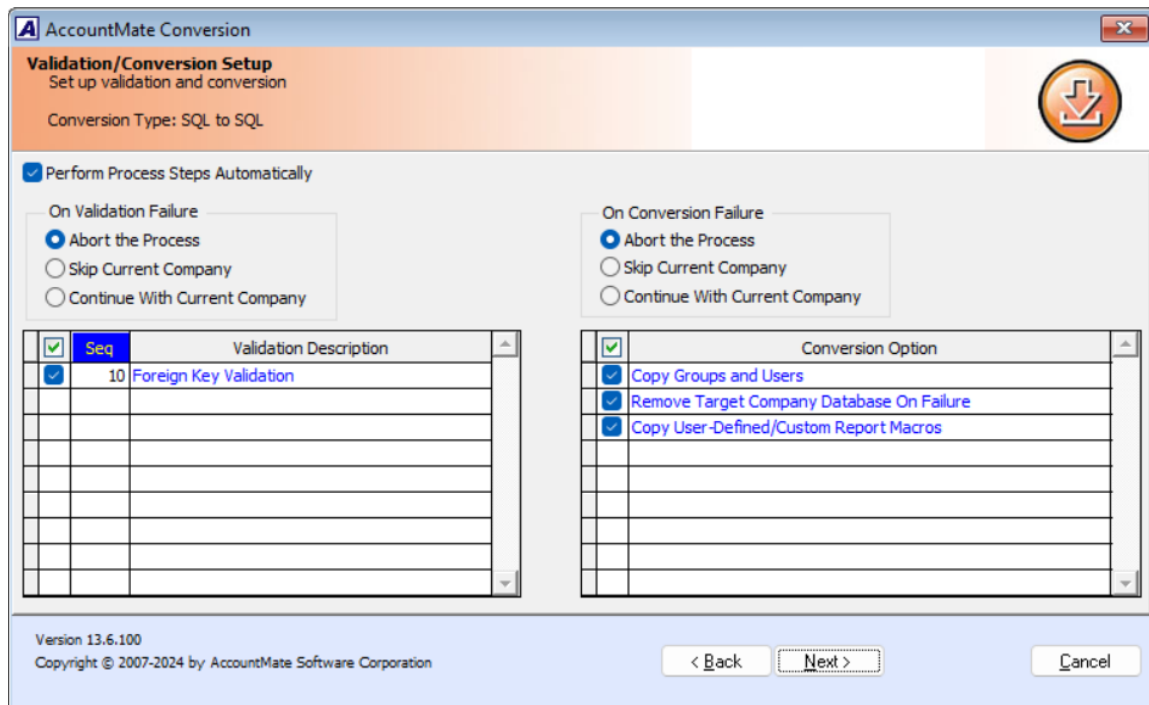 AccountMate Conversion
Validation/Conversion Setup
Set up validation and conversion
Conversion Type: SQL to SQL
Perform Process Steps Automatically
On Validation Failure
Abort the Process
Skip Current Company
Continue With Current Company
On Conversion Failure
Abort the Process
Skip Current Company
Continue With Current Company
Seq Validation Description
10 Foreign Key Validation
Conversion Option
Copy Groups and Users
Remove Target Company Database On Failure
Copy User-Defined/Custom Report Macros
Version 13.6.100
Copyright © 2007-2024 by AccountMate Software Corporation
< Back Next > Cancel